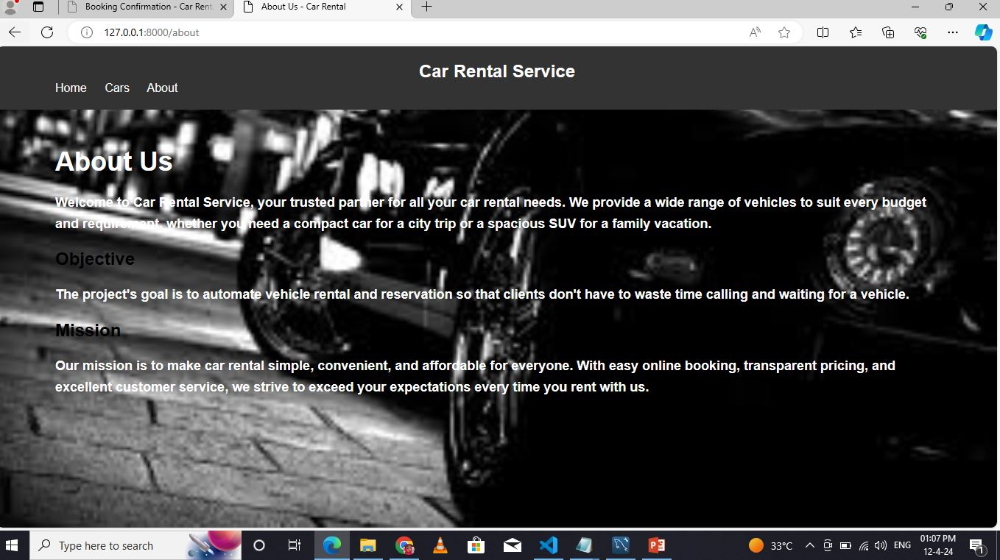 Booking Confirmation - Car Rent
About Us - Car Rental
127.0.0.1:8000/about
Car Rental Service
Home Cars About
About Us
Welcome to Car Rental Service, your trusted partner for all your car rental needs. We provide a wide range of vehicles to suit every budget
and requirement, whether you need a compact car for a city trip or a spacious SUV for a family vacation.
Objective
The project's goal is to automate vehicle rental and reservation so that clients don't have to waste time calling and waiting for a vehicle.
Mission
Our mission is to make car rental simple, convenient, and affordable for everyone. With easy online booking, transparent pricing, and
excellent customer service, we strive to exceed your expectations every time you rent with us.
Type here to search
33°C
ENG
01:07 PM
12-4-24
1